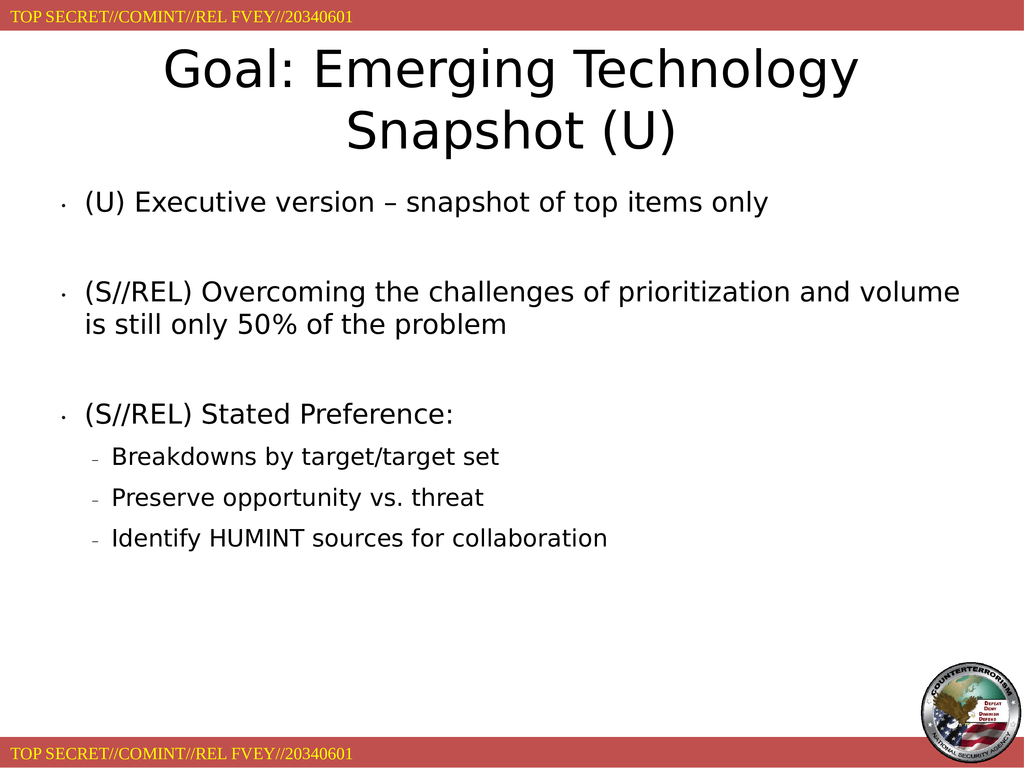 TOP SECRET//COMINT//REL FVEY//20340601
Goal: Emerging Technology
Snapshot (U)
• (U) Executive version – snapshot of top items only
• (S//REL) Overcoming the challenges of prioritization and volume
is still only 50% of the problem
• (S//REL) Stated Preference:
– Breakdowns by target/target set
– Preserve opportunity vs. threat
– Identify HUMINT sources for collaboration
COUNTERTERRORISM
DEFEAT
DENY
DIMINISH
DEFEND
NATIONAL SECURITY AGENCY
TOP SECRET//COMINT//REL FVEY//20340601